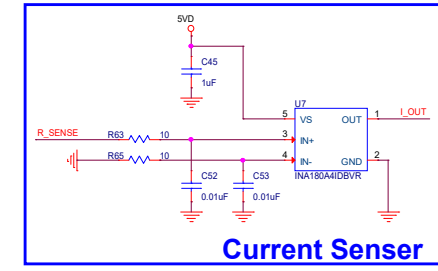 5VD
C45
1uF
U7
5 VS OUT 1 I_OUT
R_SENSE R63 10 3 IN+
R65 10 4 IN- GND 2
INA180A4IDBVR
C52 C53
0.01uF 0.01uF
Current Senser